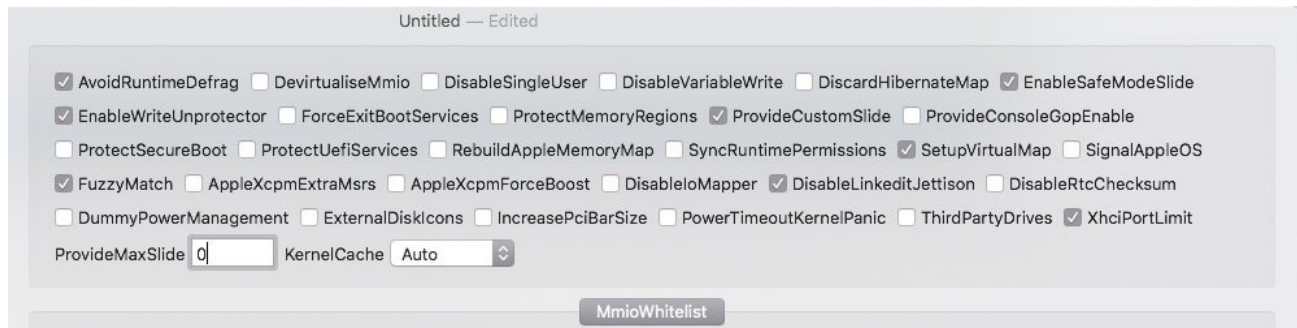 Untitled — Edited
AvoidRuntimeDefrag DevirtualiseMmio DisableSingleUser DisableVariableWrite DiscardHibernateMap EnableSafeModeSlide
EnableWriteUnprotector ForceExitBootServices ProtectMemoryRegions ProvideCustomSlide ProvideConsoleGopEnable
ProtectSecureBoot ProtectUefiServices RebuildAppleMemoryMap SyncRuntimePermissions SetupVirtualMap SignalAppleOS
FuzzyMatch AppleXcpmExtraMsrs AppleXcpmForceBoost DisableIoMapper DisableLinkeditJettison DisableRtcChecksum
DummyPowerManagement ExternalDiskIcons IncreasePciBarSize PowerTimeoutKernelPanic ThirdPartyDrives XhciPortLimit
ProvideMaxSlide 0 KernelCache Auto
MmioWhitelist